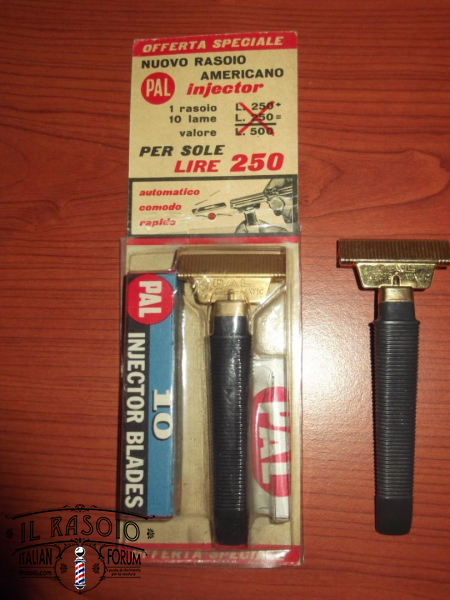 OFFERTA SPECIALE
NUOVO RASOIO
AMERICANO
PAL injector
1 rasoio L. 250+
10 lame L. 250=
valore L. 500
PER SOLE
LIRE 250
automatico
comodo
rapido
PAL
10
INJECTOR BLADES
PAL
OFFERTA SPECIALE
IL RASOIO
ITALIAN FORUM